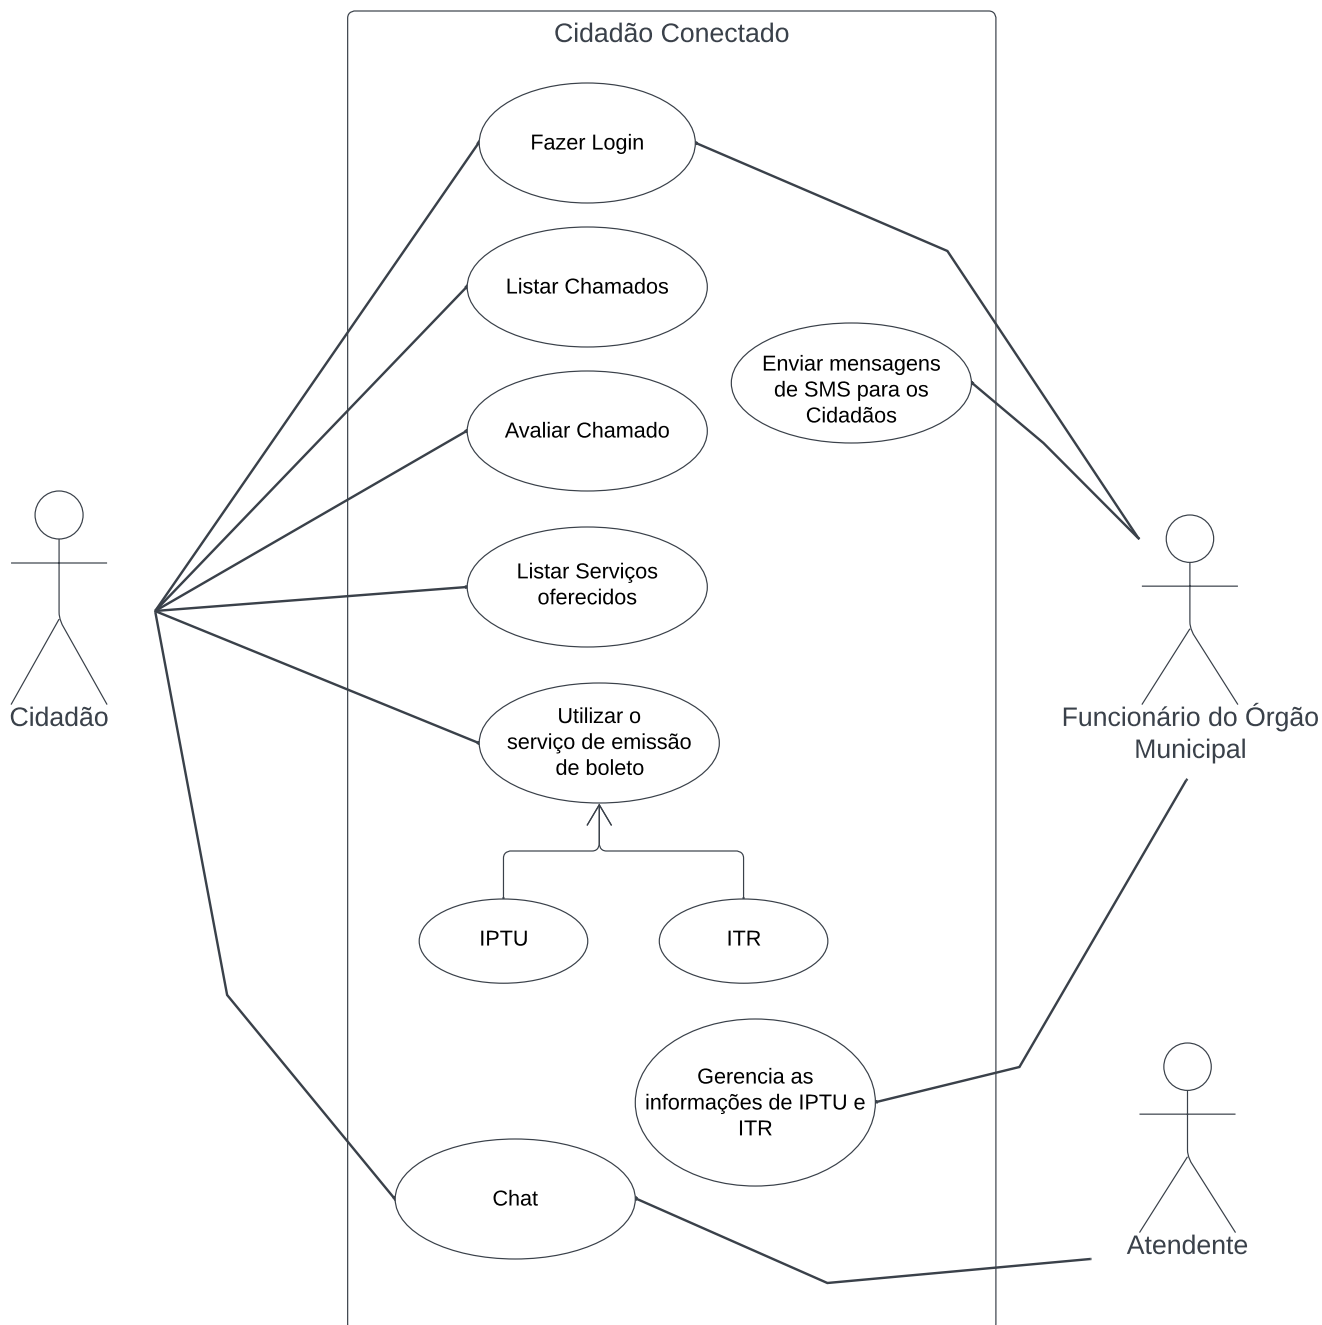 Cidadão Conectado
Fazer Login
Listar Chamados
Enviar mensagens
de SMS para os
Cidadãos
Avaliar Chamado
Listar Serviços
oferecidos
Cidadão
Utilizar o
serviço de emissão
de boleto
Funcionário do Órgão
Municipal
IPTU
ITR
Gerencia as
informações de IPTU e
ITR
Chat
Atendente